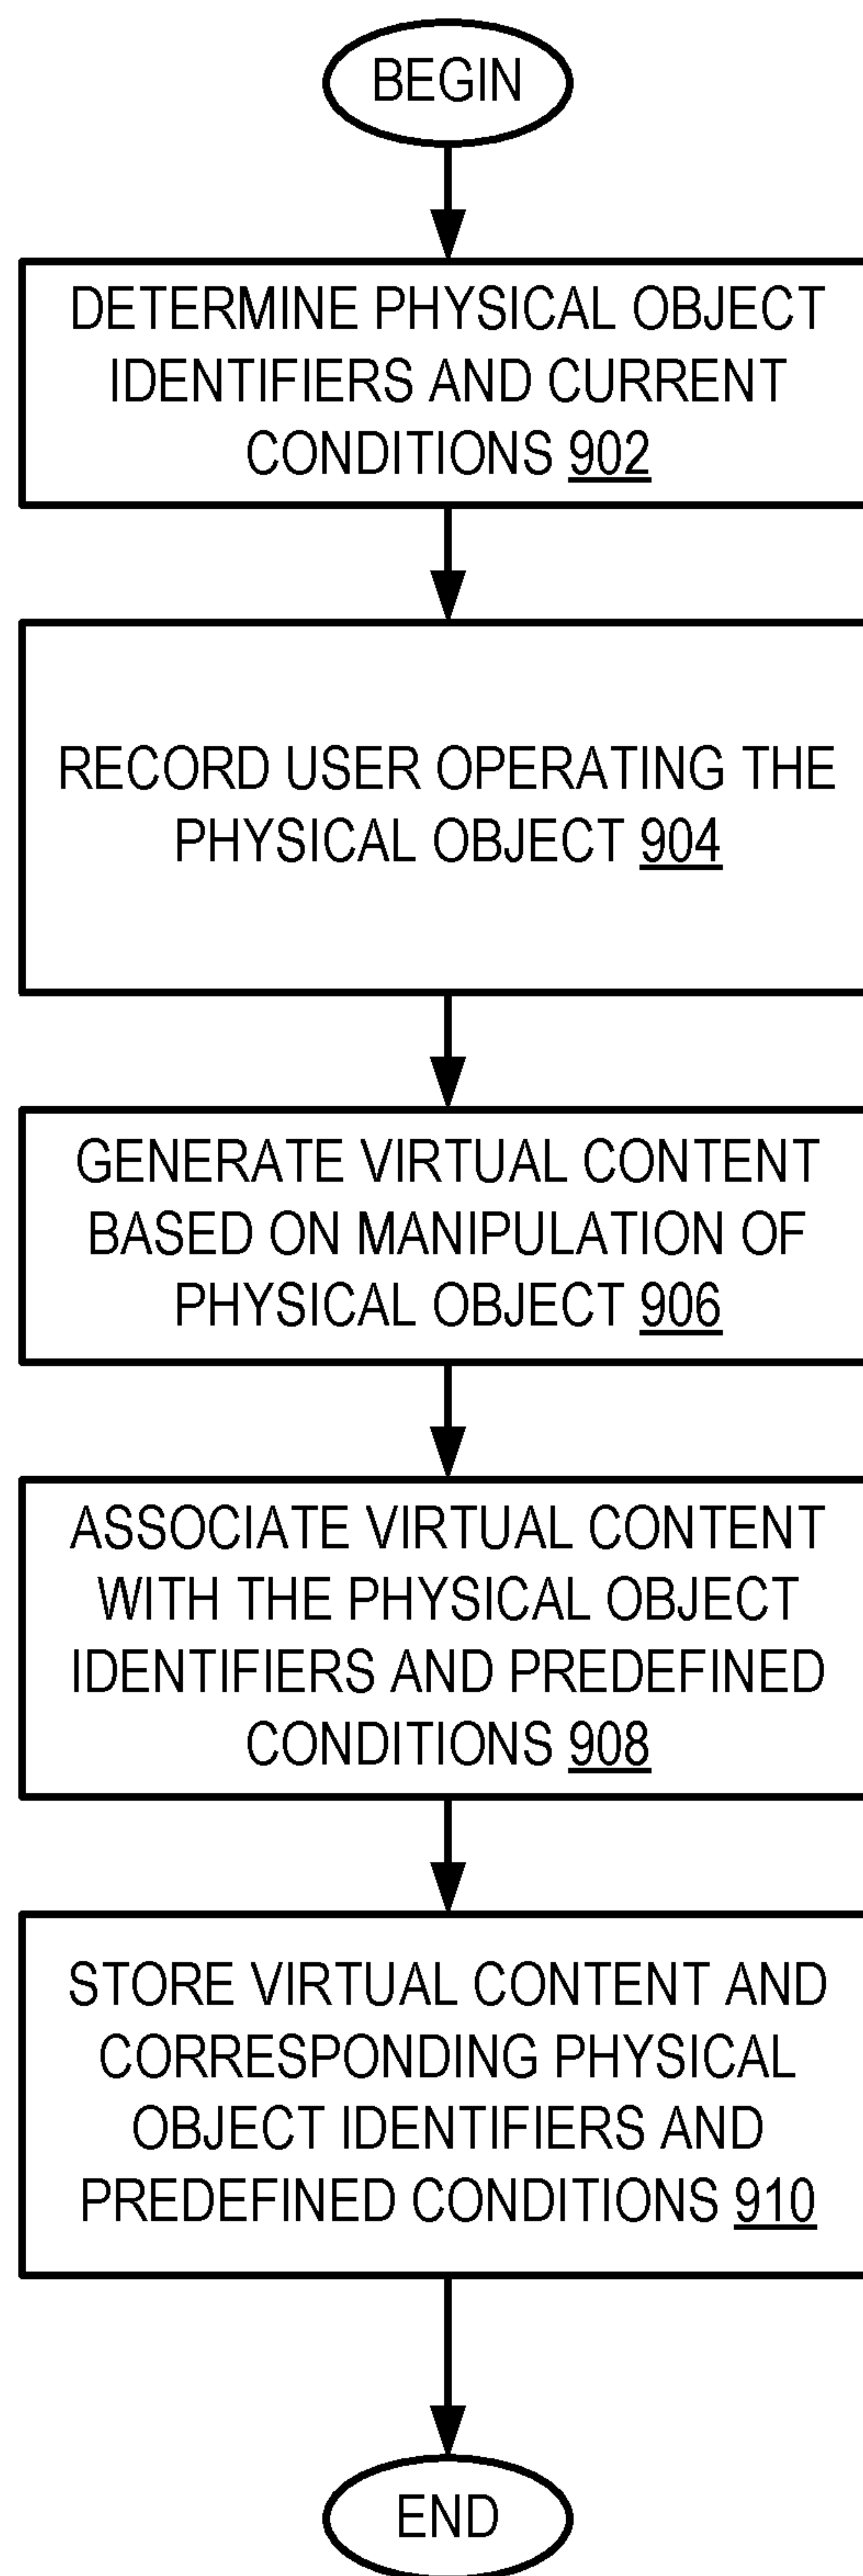 BEGIN
DETERMINE PHYSICAL OBJECT
IDENTIFIERS AND CURRENT
CONDITIONS 902
RECORD USER OPERATING THE
PHYSICAL OBJECT 904
GENERATE VIRTUAL CONTENT
BASED ON MANIPULATION OF
PHYSICAL OBJECT 906
ASSOCIATE VIRTUAL CONTENT
WITH THE PHYSICAL OBJECT
IDENTIFIERS AND PREDEFINED
CONDITIONS 908
STORE VIRTUAL CONTENT AND
CORRESPONDING PHYSICAL
OBJECT IDENTIFIERS AND
PREDEFINED CONDITIONS 910
END